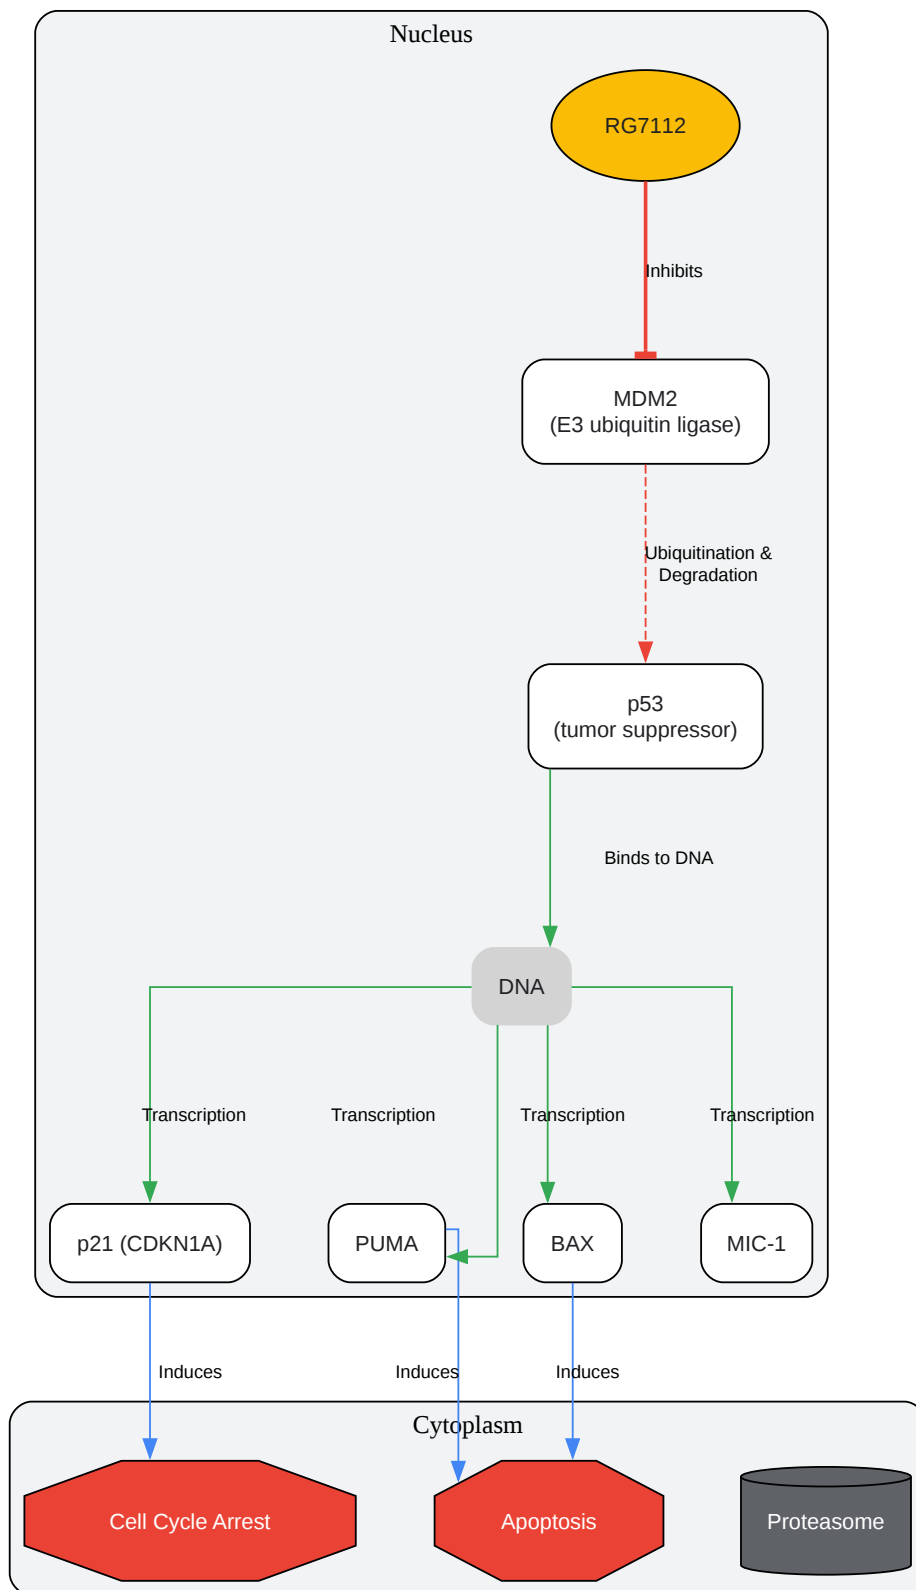 Nucleus
RG7112
Inhibits
MDM2
(E3 ubiquitin ligase)
Ubiquitination &
Degradation
p53
(tumor suppressor)
Binds to DNA
DNA
Transcription
Transcription
Transcription
Transcription
p21 (CDKN1A)
PUMA
BAX
MIC-1
Induces
Induces
Induces
Cytoplasm
Cell Cycle Arrest
Apoptosis
Proteasome